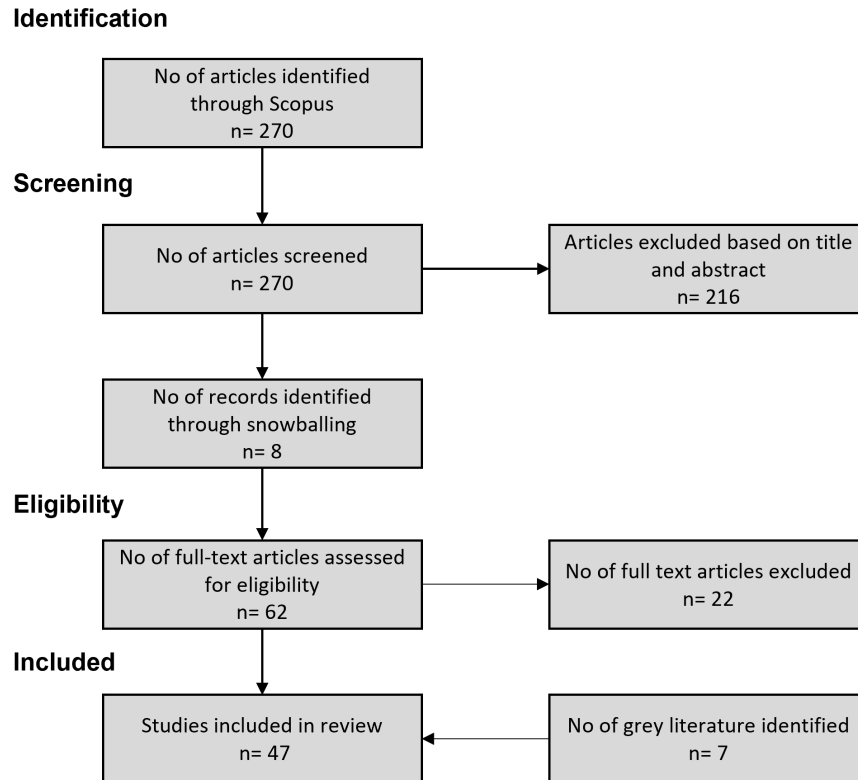 Identification
No of articles identified
through Scopus
n= 270
Screening
No of articles screened
n= 270
Articles excluded based on title
and abstract
n= 216
No of records identified
through snowballing
n= 8
Eligibility
No of full-text articles assessed
for eligibility
n= 62
No of full text articles excluded
n= 22
Included
Studies included in review
n= 47
No of grey literature identified
n= 7